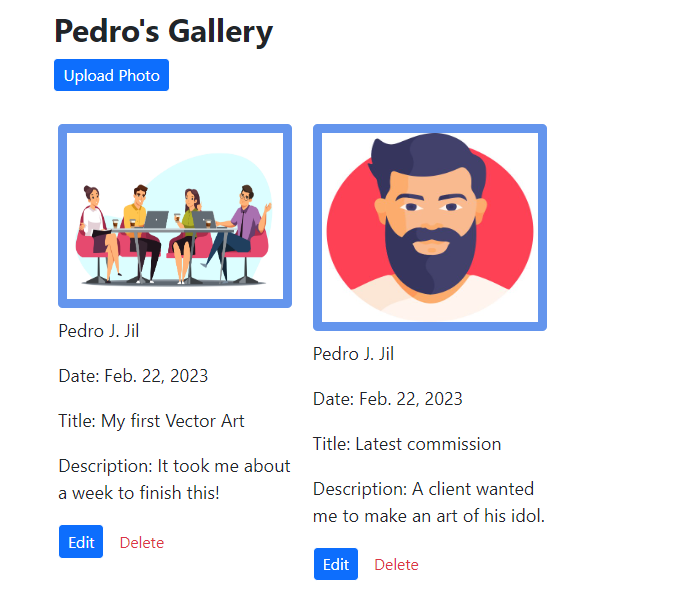 Pedro's Gallery
Upload Photo
Pedro J. Jil
Date: Feb. 22, 2023
Title: My first Vector Art
Description: It took me about
a week to finish this!
Edit Delete
Pedro J. Jil
Date: Feb. 22, 2023
Title: Latest commission
Description: A client wanted
me to make an art of his idol.
Edit Delete